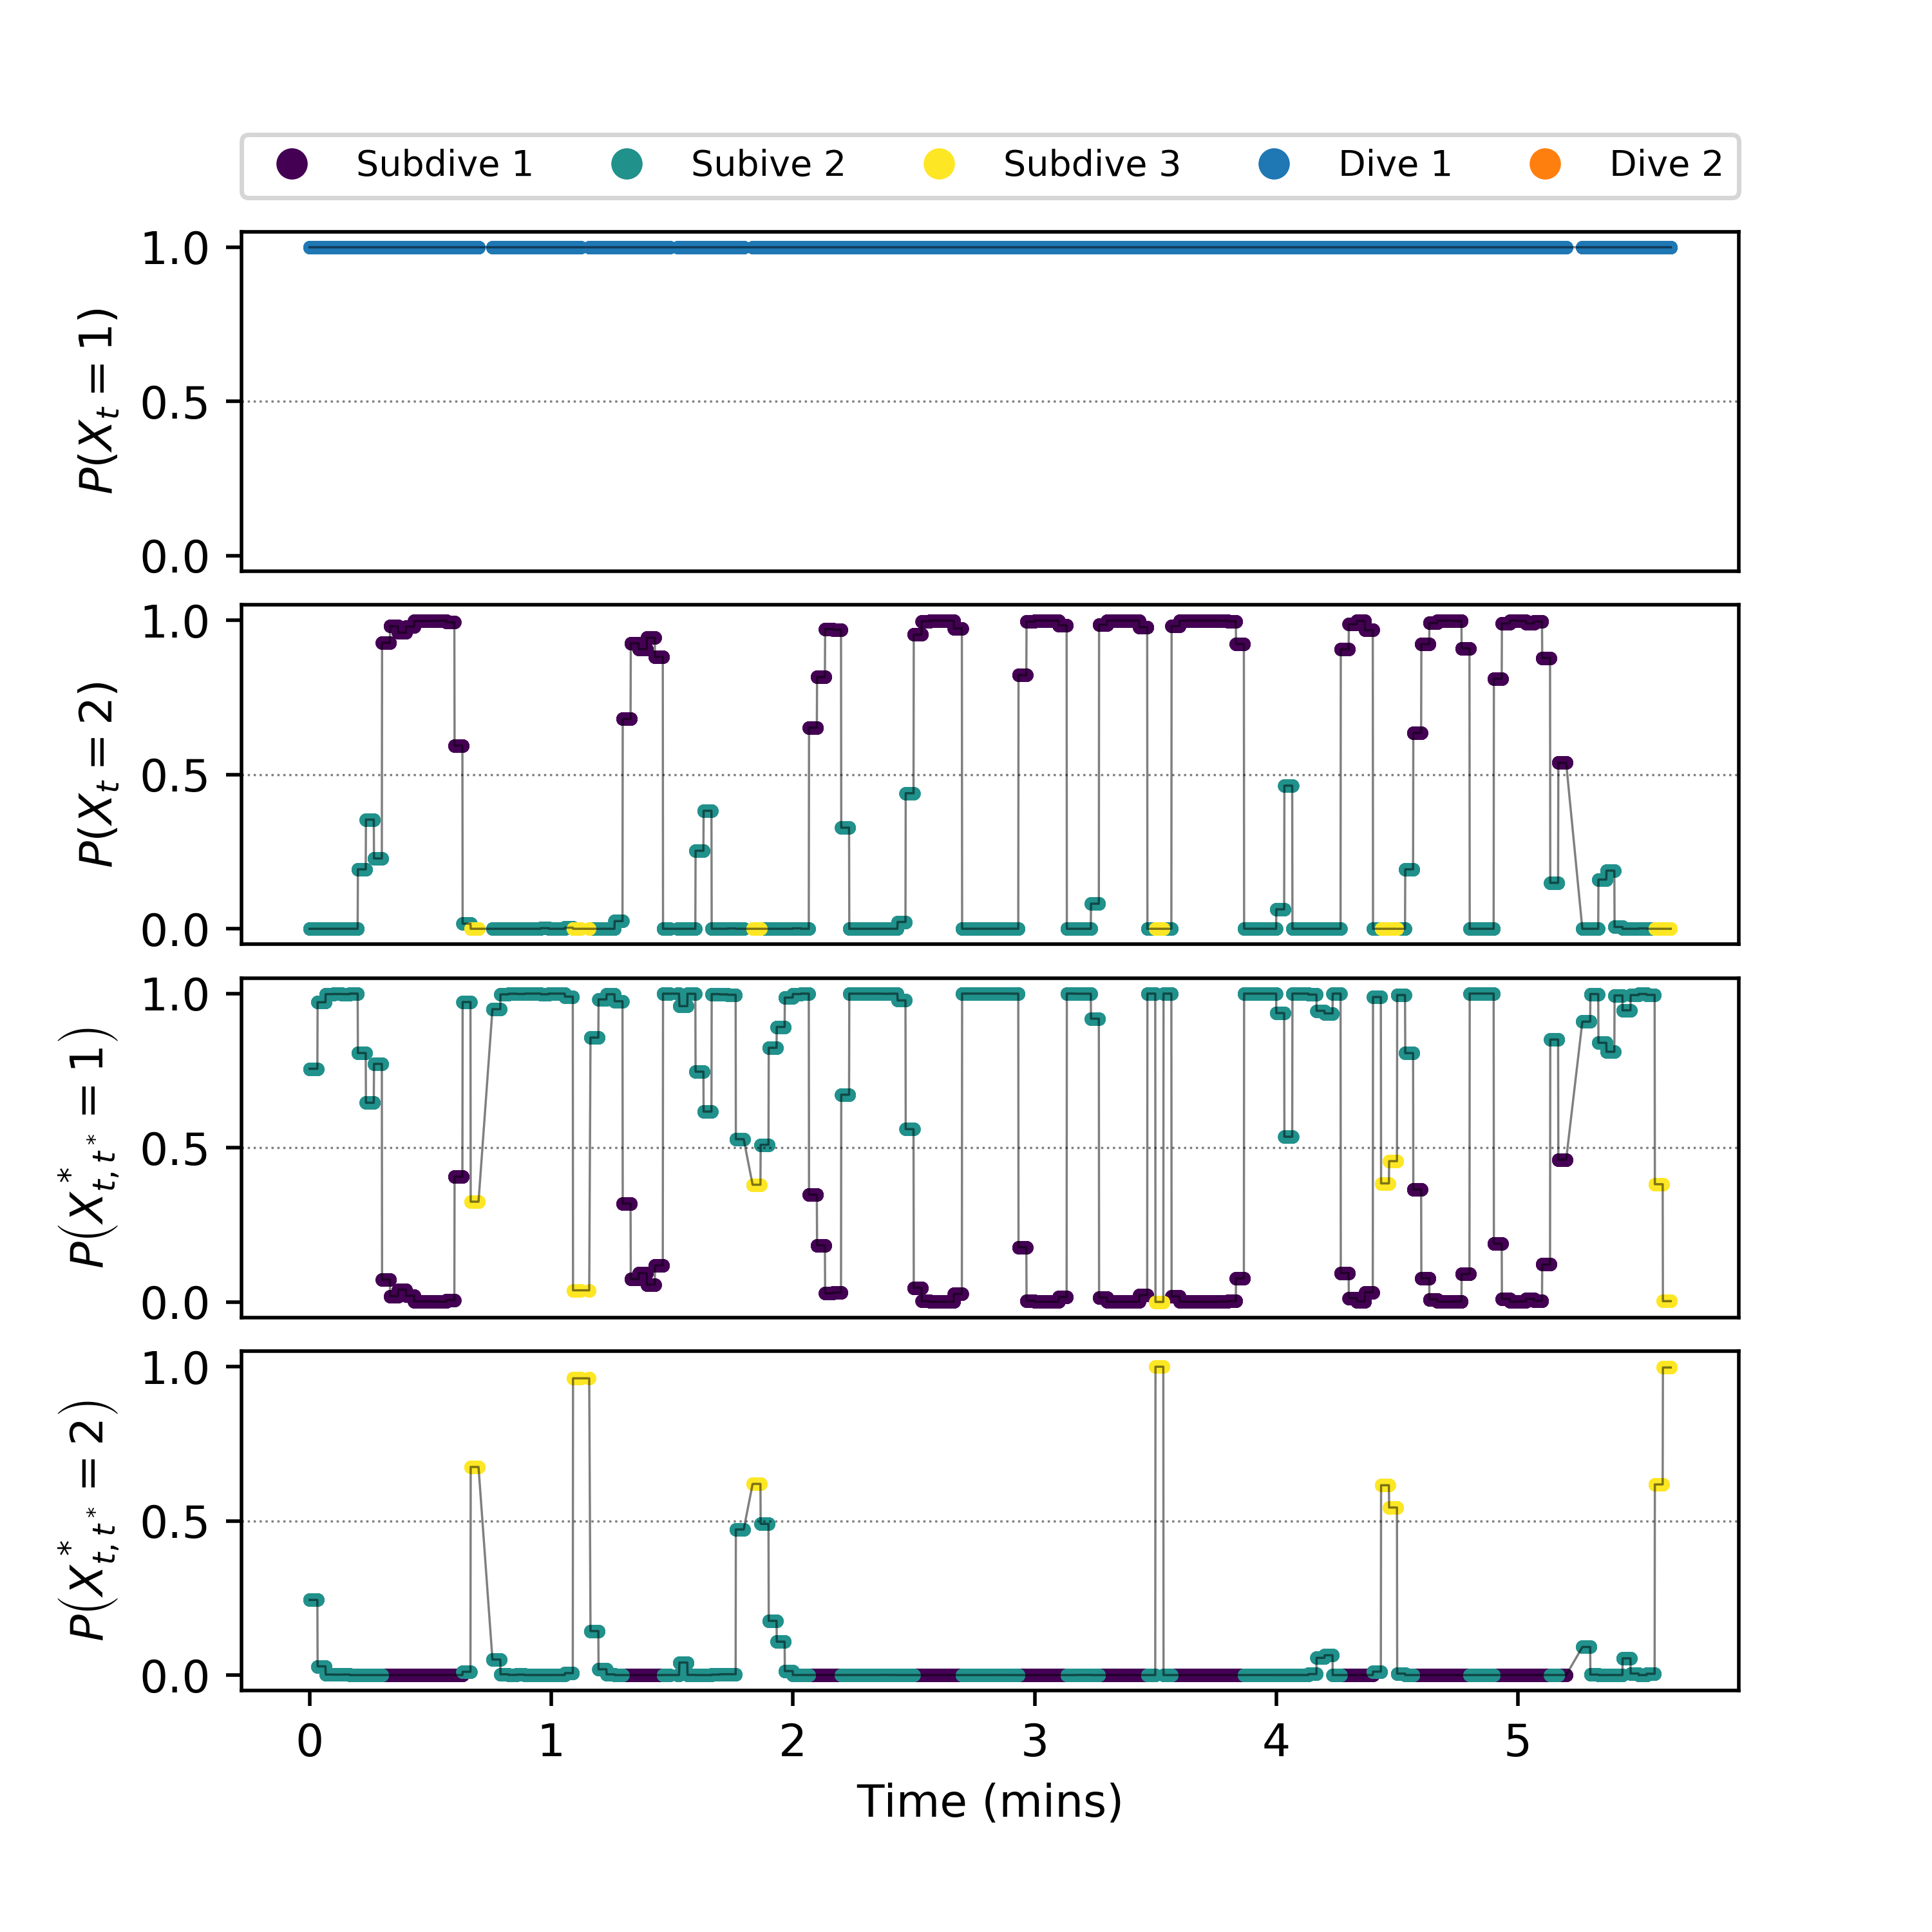 Subdive 1 Subive 2 Subdive 3 Dive 1 Dive 2
1.0
0.5
0.0
P(X_t = 1)
1.0
0.5
0.0
P(X_t = 2)
1.0
0.5
0.0
P(X^*_{t,t^*} = 1)
1.0
0.5
0.0
P(X^*_{t,t^*} = 2)
0 1 2 3 4 5
Time (mins)